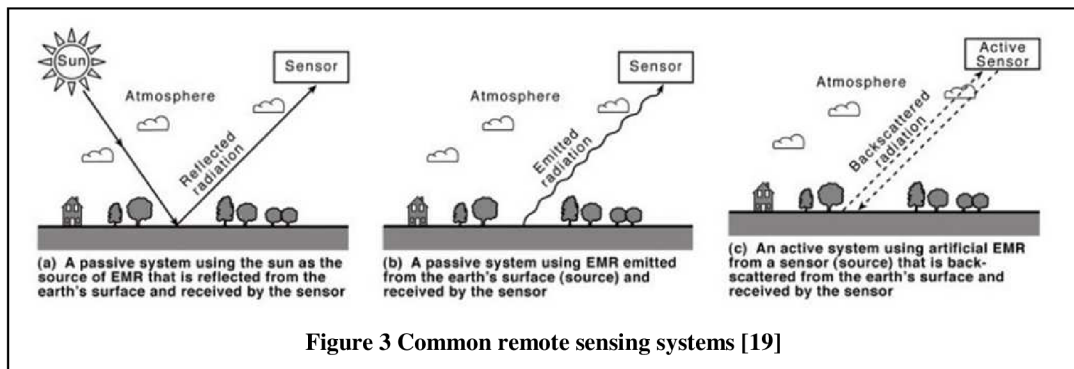 Sun
Sensor
Atmosphere
Reflected
radiation
(a) A passive system using the sun as the
source of EMR that is reflected from the
earth's surface and received by the sensor
Sensor
Atmosphere
Emitted
radiation
(b) A passive system using EMR emitted
from the earth's surface (source) and
received by the sensor
Active
Sensor
Atmosphere
Backscattered
radiation
(c) An active system using artificial EMR
from a sensor (source) that is back-
scattered from the earth's surface and
received by the sensor
Figure 3 Common remote sensing systems [19]